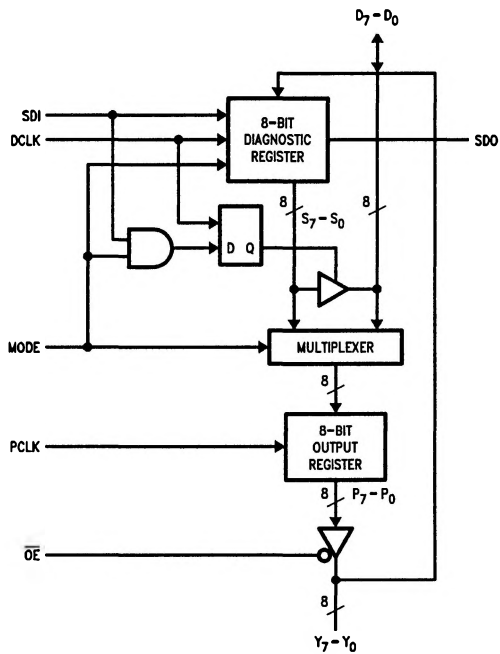 D7–D0
SDI
DCLK
8-BIT
DIAGNOSTIC
REGISTER
SDO
8
S7–S0
8
D Q
MODE
MULTIPLEXER
8
PCLK
8-BIT
OUTPUT
REGISTER
8
P7–P0
OE
8
Y7–Y0